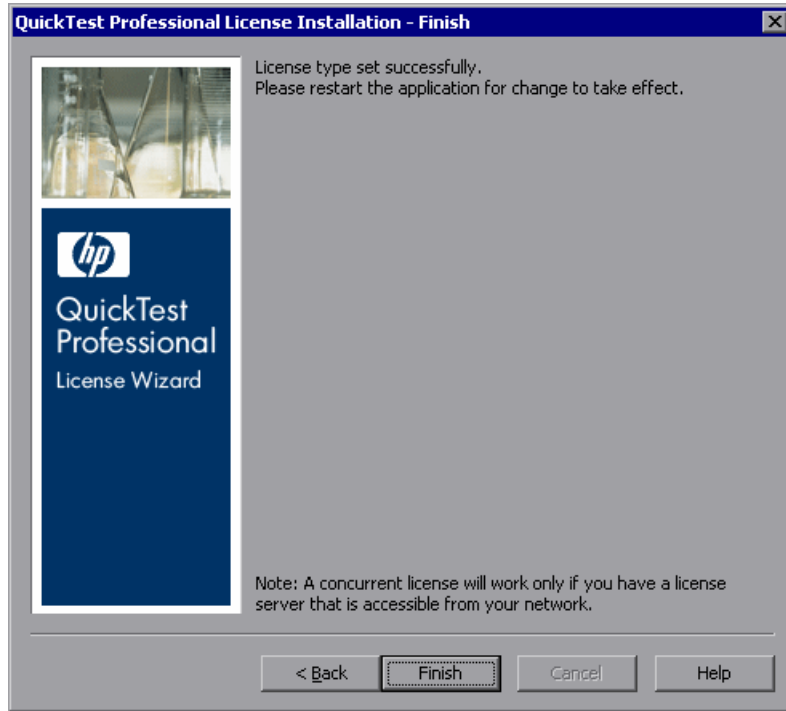 QuickTest Professional License Installation - Finish
License type set successfully.
Please restart the application for change to take effect.
hp
QuickTest
Professional
License Wizard
Note: A concurrent license will work only if you have a license
server that is accessible from your network.
< Back
Finish
Cancel
Help